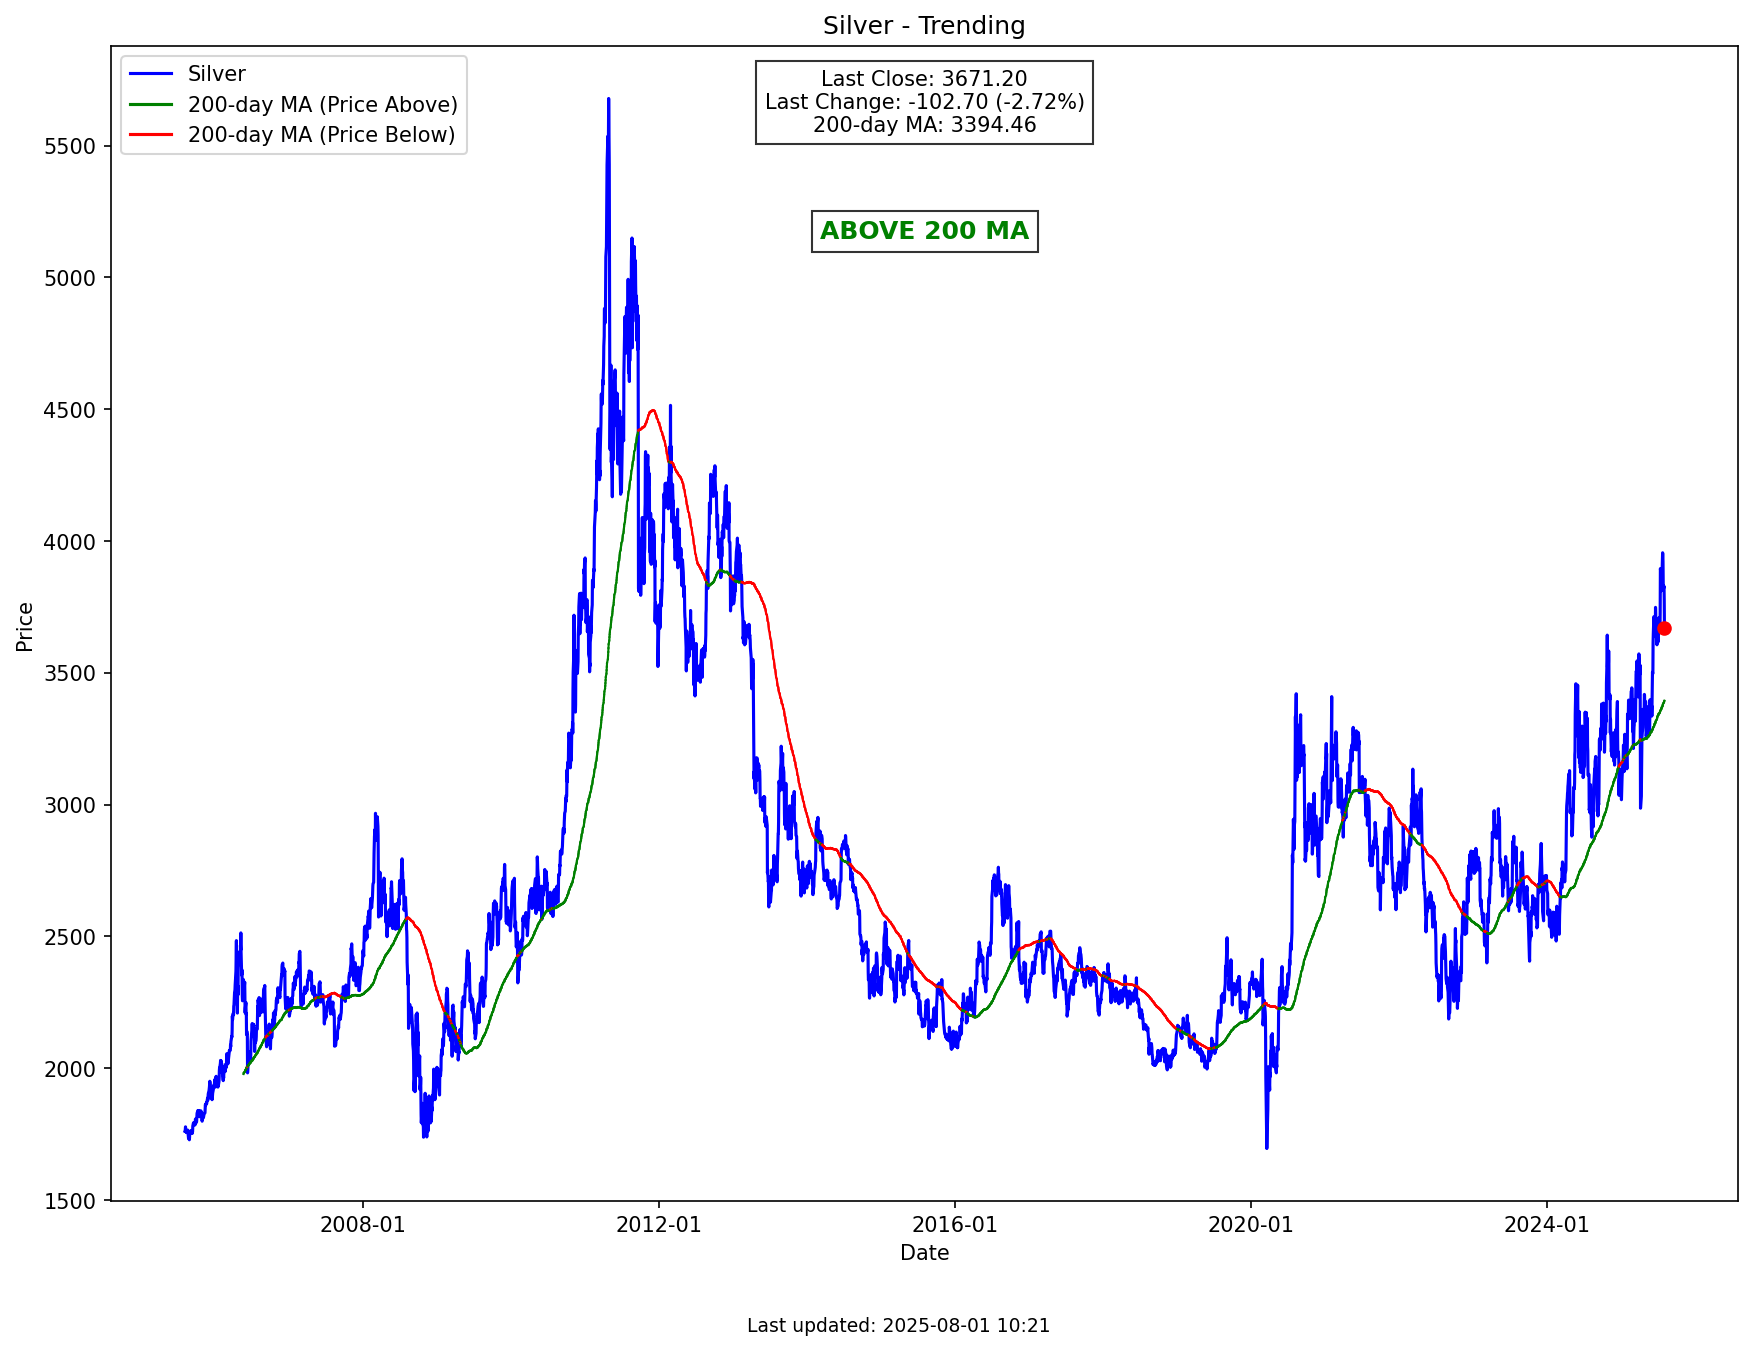 Silver - Trending
Silver
200-day MA (Price Above)
200-day MA (Price Below)
Last Close: 3671.20
Last Change: -102.70 (-2.72%)
200-day MA: 3394.46
ABOVE 200 MA
Price
5500
5000
4500
4000
3500
3000
2500
2000
1500
2008-01
2012-01
2016-01
2020-01
2024-01
Date
Last updated: 2025-08-01 10:21